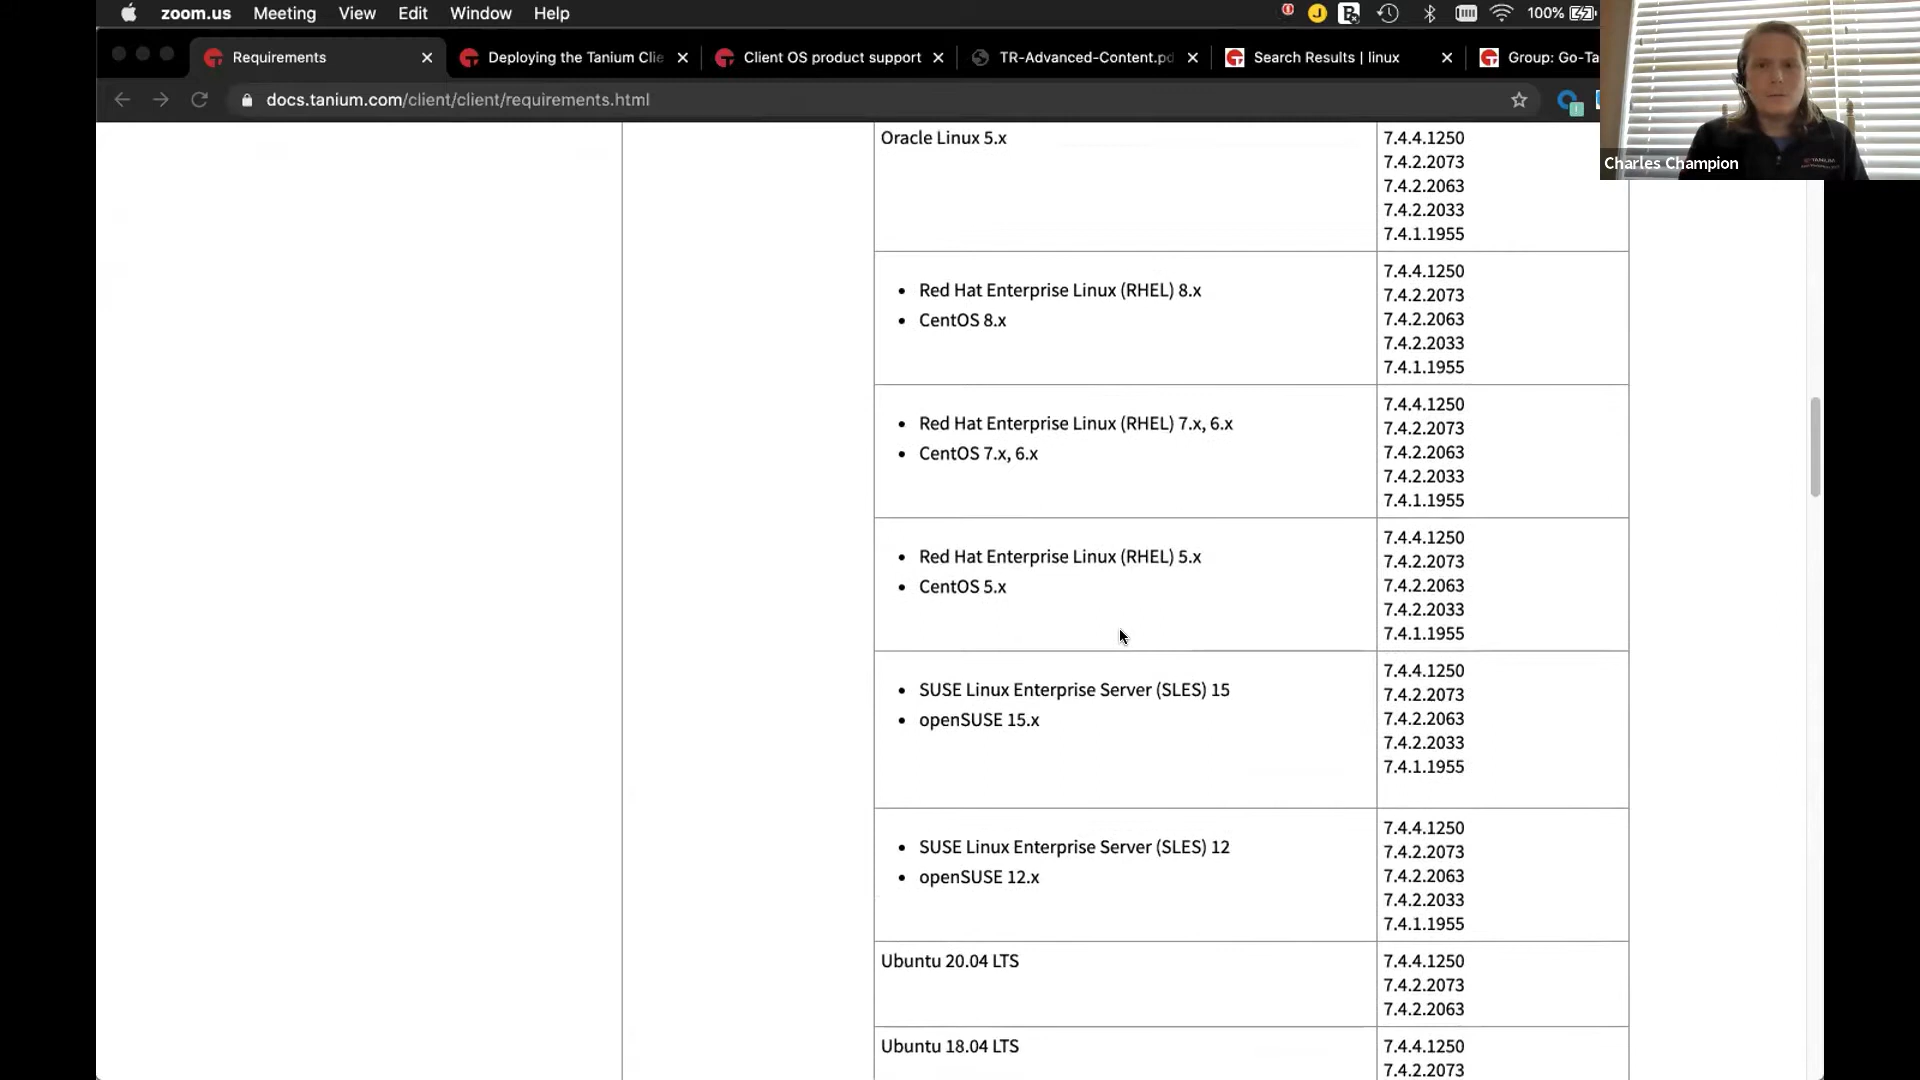 zoom.us Meeting View Edit Window Help
100%
Requirements
Deploying the Tanium Clie
Client OS product support
TR-Advanced-Content.pd
Search Results | linux
Group: Go-Ta
docs.tanium.com/client/client/requirements.html
Charles Champion
Oracle Linux 5.x
7.4.4.1250
7.4.2.2073
7.4.2.2063
7.4.2.2033
7.4.1.1955
• Red Hat Enterprise Linux (RHEL) 8.x
• CentOS 8.x
7.4.4.1250
7.4.2.2073
7.4.2.2063
7.4.2.2033
7.4.1.1955
• Red Hat Enterprise Linux (RHEL) 7.x, 6.x
• CentOS 7.x, 6.x
7.4.4.1250
7.4.2.2073
7.4.2.2063
7.4.2.2033
7.4.1.1955
• Red Hat Enterprise Linux (RHEL) 5.x
• CentOS 5.x
7.4.4.1250
7.4.2.2073
7.4.2.2063
7.4.2.2033
7.4.1.1955
• SUSE Linux Enterprise Server (SLES) 15
• openSUSE 15.x
7.4.4.1250
7.4.2.2073
7.4.2.2063
7.4.2.2033
7.4.1.1955
• SUSE Linux Enterprise Server (SLES) 12
• openSUSE 12.x
7.4.4.1250
7.4.2.2073
7.4.2.2063
7.4.2.2033
7.4.1.1955
Ubuntu 20.04 LTS
7.4.4.1250
7.4.2.2073
7.4.2.2063
Ubuntu 18.04 LTS
7.4.4.1250
7.4.2.2073